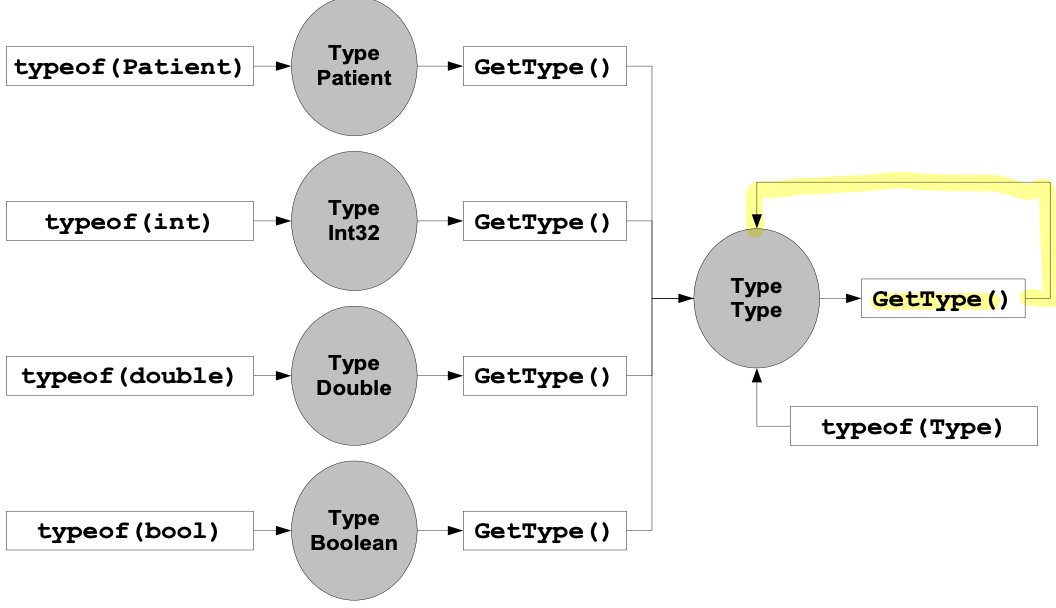 typeof(Patient)
Type
Patient
GetType()
typeof(int)
Type
Int32
GetType()
typeof(double)
Type
Double
GetType()
typeof(bool)
Type
Boolean
GetType()
Type
Type
GetType()
typeof(Type)